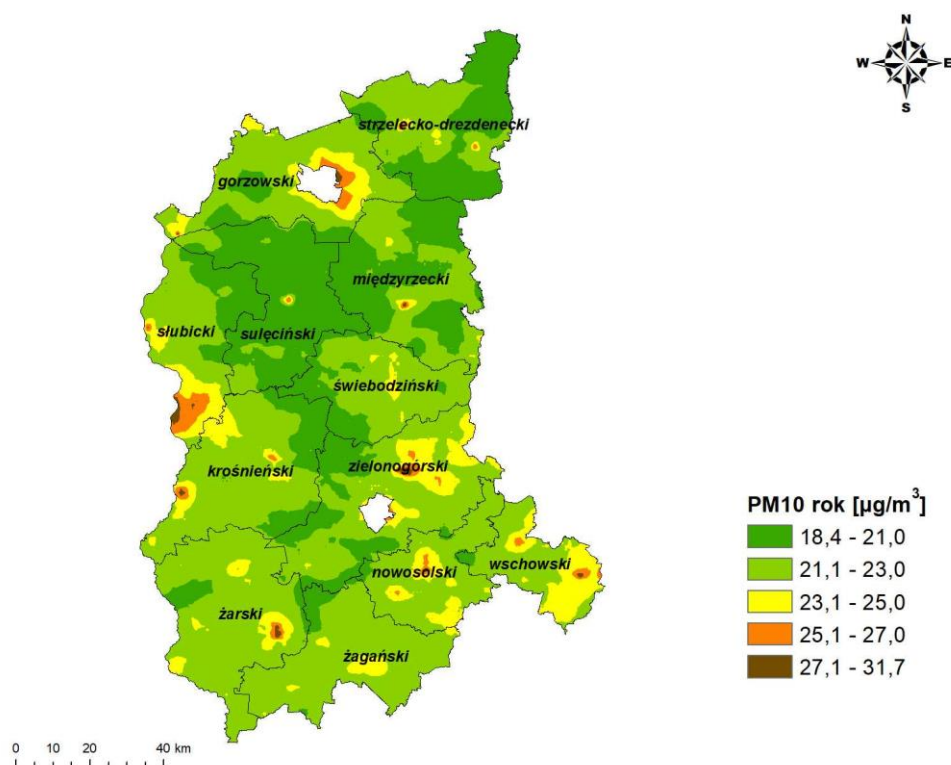 N
W E
S
strzelecko-drezdenecki
gorzowski
międzyrzecki
słubicki
sulęciński
świebodziński
krośnieński
zielonogórski
nowosolski
wschowski
żarski
żagański
PM10 rok [µg/m³]
18,4 - 21,0
21,1 - 23,0
23,1 - 25,0
25,1 - 27,0
27,1 - 31,7
0 10 20 40 km